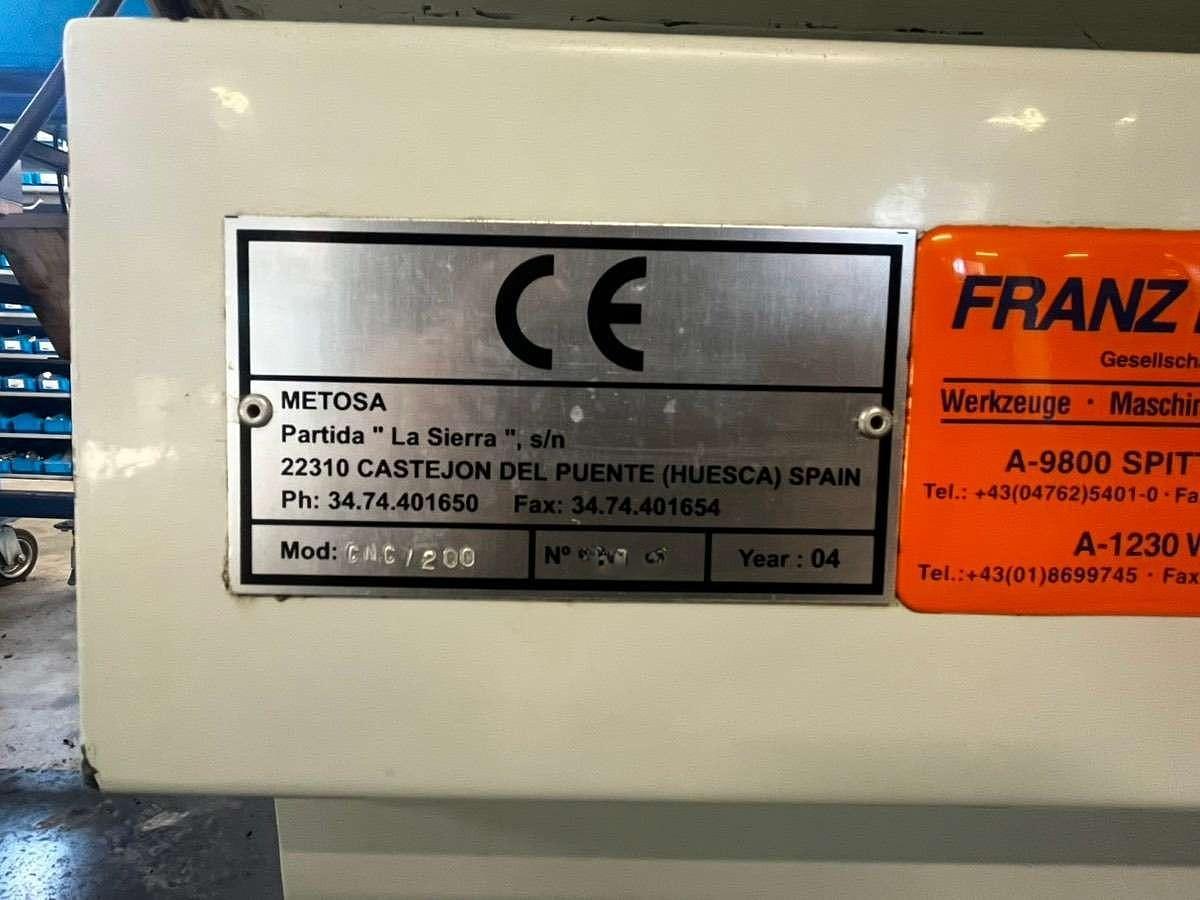 CE
METOSA
Partida " La Sierra ", s/n
22310 CASTEJON DEL PUENTE (HUESCA) SPAIN
Ph: 34.74.401650 Fax: 34.74.401654
Mod: CNC/200 Nº Year : 04
FRANZ
Gesellscha
Werkzeuge · Maschin
A-9800 SPITT
Tel.: +43(04762)5401-0 · Fa
A-1230 W
Tel.:+43(01)8699745 · Fax